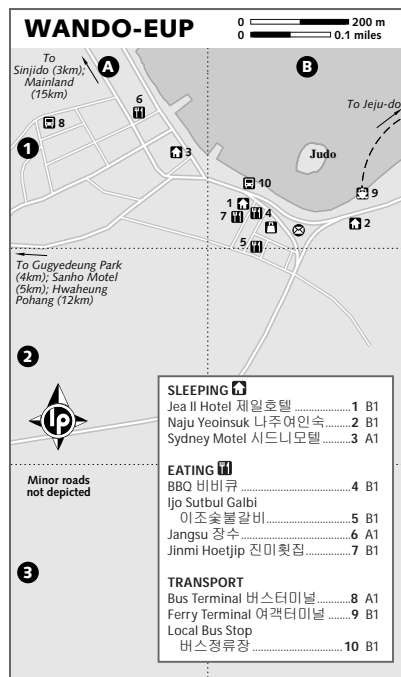 WANDO-EUP
0 200 m
0 0.1 miles
To
Sinjido (3km);
Mainland
(15km)
A
B
To Jeju-do
6
8
1
3
Judo
10
9
1
4
7
2
5
To Gugyedeung Park
(4km); Sanho Motel
(5km); Hwaheung
Pohang (12km)
2
lp
Minor roads
not depicted
3
SLEEPING
Jea Il Hotel 제일호텔 ..................1 B1
Naju Yeoinsuk 나주여인숙 ........2 B1
Sydney Motel 시드니모텔 .........3 A1
EATING
BBQ 비비큐 ..............................4 B1
Ijo Sutbul Galbi
이조숯불갈비 .........................5 B1
Jangsu 장수 ..............................6 A1
Jinmi Hoetjip 진미횟집 .............7 B1
TRANSPORT
Bus Terminal 버스터미널 ...........8 A1
Ferry Terminal 여객터미널 ........9 B1
Local Bus Stop
버스정류장 .......................10 B1